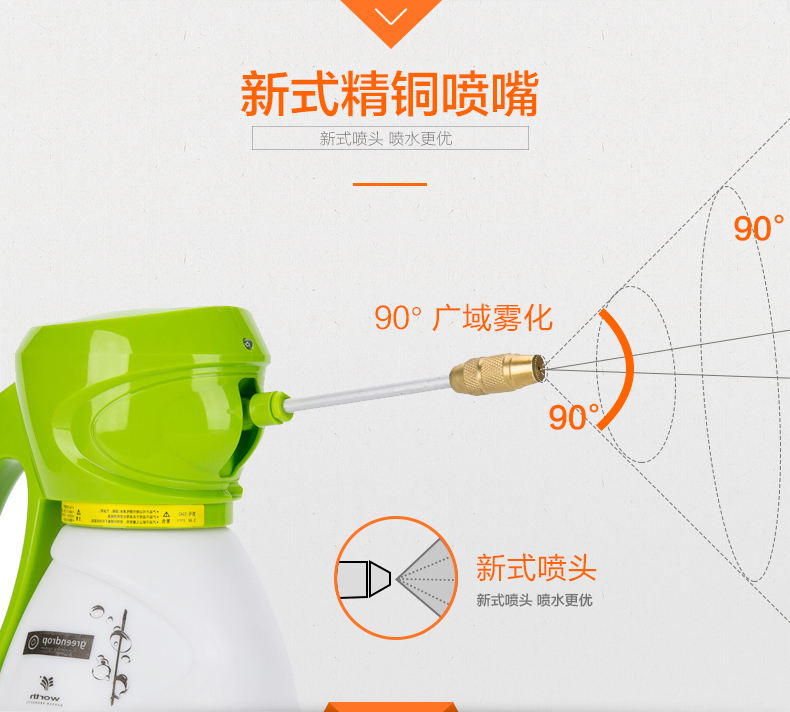 新式精铜喷嘴
新式喷头 喷水更优
90°
90° 广域雾化
90°
新式喷头
新式喷头 喷水更优
greendrop
worth